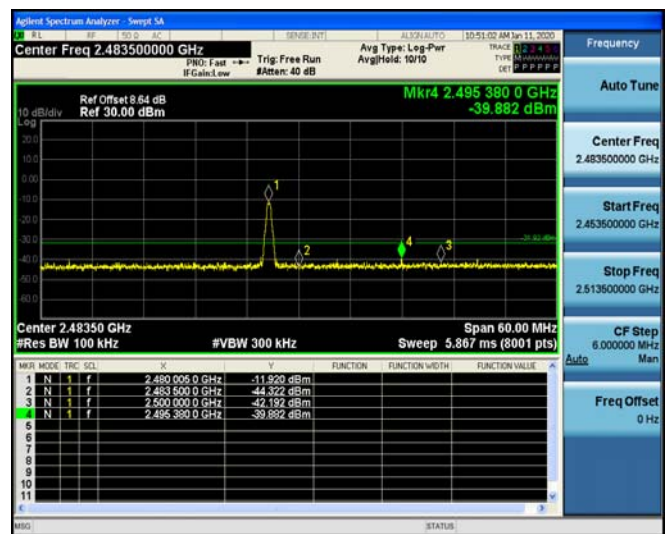 Agilent Spectrum Analyzer - Swept SA
RL RF 50 Ω AC SENSE:INT ALIGN AUTO 10:51:02 AM Jan 11, 2020
Center Freq 2.483500000 GHz
PNO: Fast
IFGain:Low
Trig: Free Run
#Atten: 40 dB
Avg Type: Log-Pwr
Avg|Hold: 10/10
TRACE 1 2 3 4 5 6
TYPE
DET P P P P P P
Ref Offset 8.64 dB
10 dB/div Ref 30.00 dBm
Log
Mkr4 2.495 380 0 GHz
-39.882 dBm
20.0
10.0
0.00
-10.0
-20.0
-30.0
-40.0
-50.0
-60.0
1
2
4
3
-31.92 dBm
Center 2.48350 GHz Span 60.00 MHz
#Res BW 100 kHz #VBW 300 kHz Sweep 5.867 ms (8001 pts)
MKR MODE TRC SCL X Y FUNCTION FUNCTION WIDTH FUNCTION VALUE
1 N 1 f 2.480 005 0 GHz -11.920 dBm
2 N 1 f 2.483 500 0 GHz -44.322 dBm
3 N 1 f 2.500 000 0 GHz -42.192 dBm
4 N 1 f 2.495 380 0 GHz -39.882 dBm
5
6
7
8
9
10
11
MSG STATUS
Frequency
Auto Tune
Center Freq
2.483500000 GHz
Start Freq
2.453500000 GHz
Stop Freq
2.513500000 GHz
CF Step
6.000000 MHz
Auto Man
Freq Offset
0 Hz